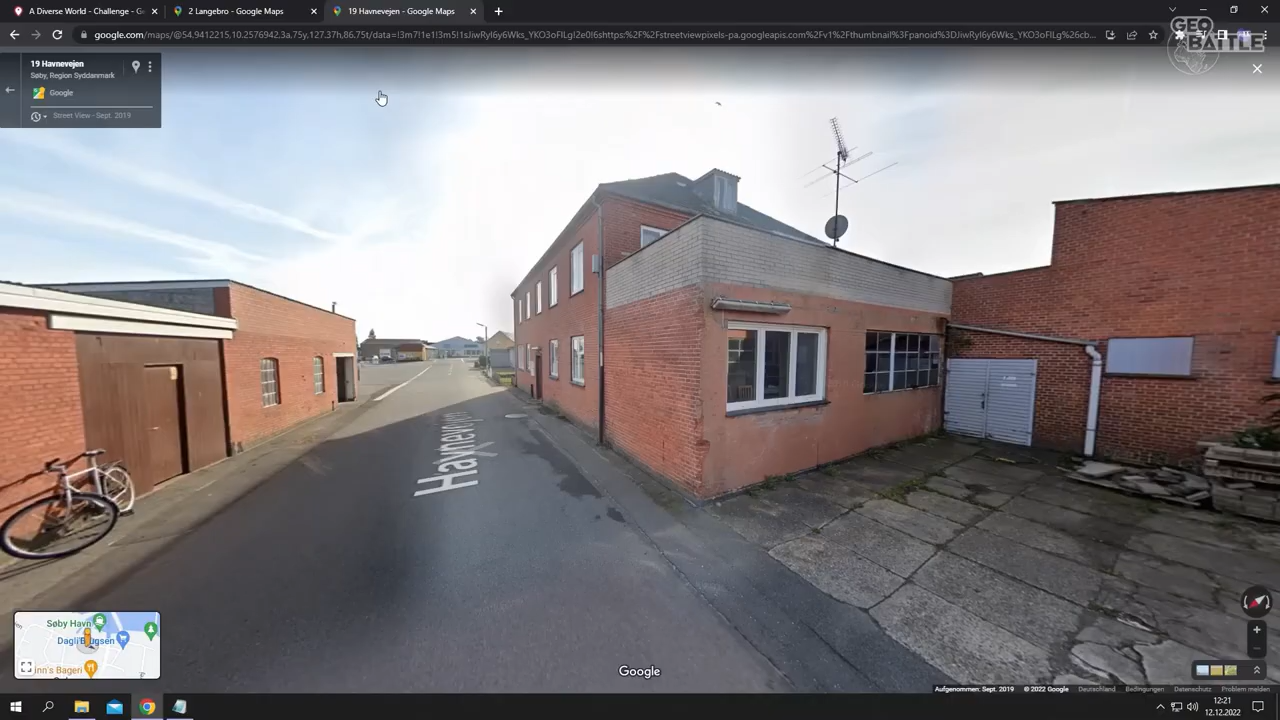 A Diverse World - Challenge - G
2 Langebro - Google Maps
19 Havnevejen - Google Maps
google.com/maps/@54.9412215,10.2576942,3a,75y,127.37h,86.75t/data=!3m7!1e1!3m5!1sJiwRyl6y6Wks_YKO3oFILg!2e0!6shttps:%2F%2Fstreetviewpixels-pa.googleapis.com%2Fv1%2Fthumbnail%3Fpanoid%3DJiwRyl6y6Wks_YKO3oFILg%26cb...
GEO
BATTLE
19 Havnevejen
Søby, Region Syddanmark
Google
Street View - Sept. 2019
Havnevejen
Søby Havn
Dagli'Brugsen
inn's Bageri
Google
Aufgenommen: Sept. 2019 © 2022 Google Deutschland Bedingungen Datenschutz Problem melden
12:21
12.12.2022